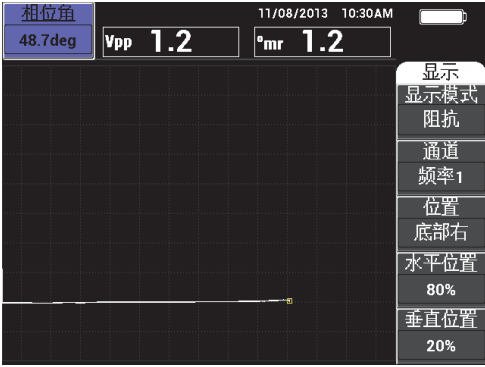 相位角 11/08/2013 10:30AM
48.7deg Vpp 1.2 °mr 1.2
显示
显示模式
阻抗
通道
频率1
位置
底部右
水平位置
80%
垂直位置
20%